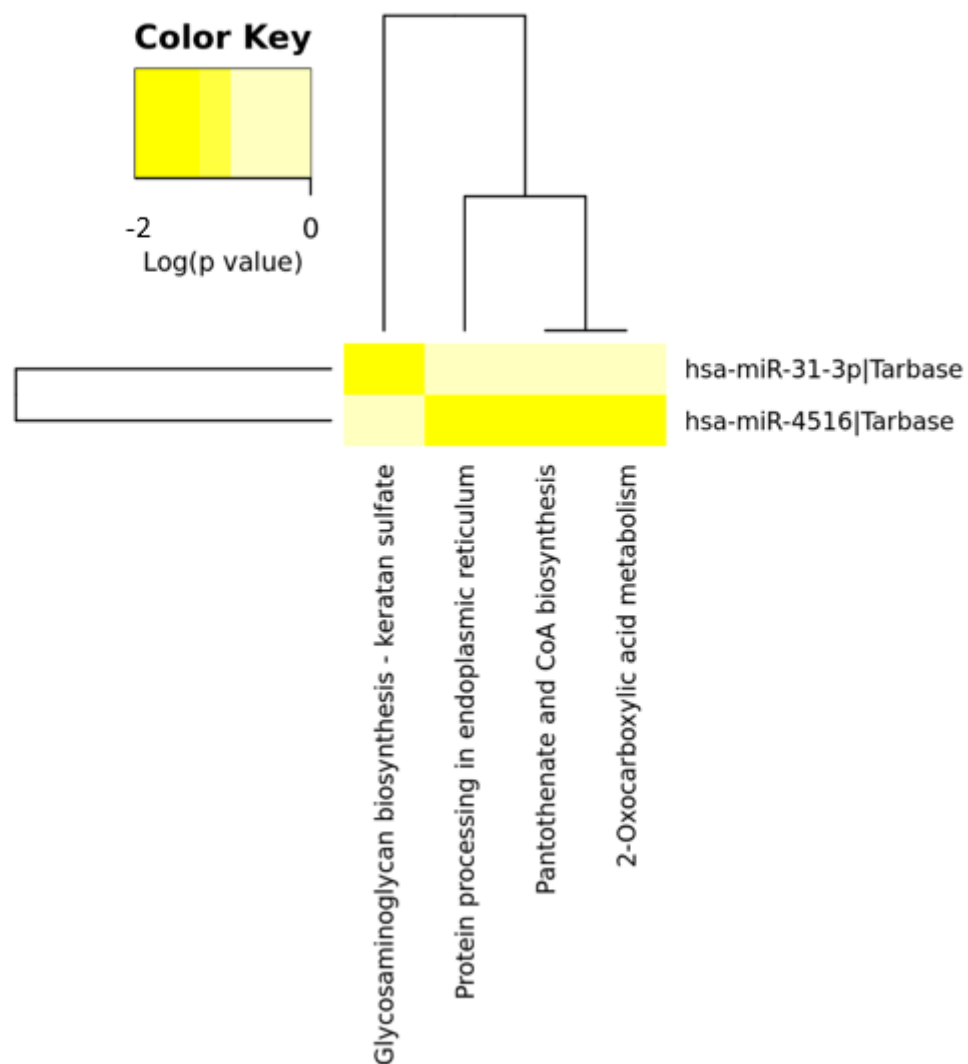 Color Key
-2 0
Log(p value)
hsa-miR-31-3p|Tarbase
hsa-miR-4516|Tarbase
Glycosaminoglycan biosynthesis - keratan sulfate
Protein processing in endoplasmic reticulum
Pantothenate and CoA biosynthesis
2-Oxocarboxylic acid metabolism